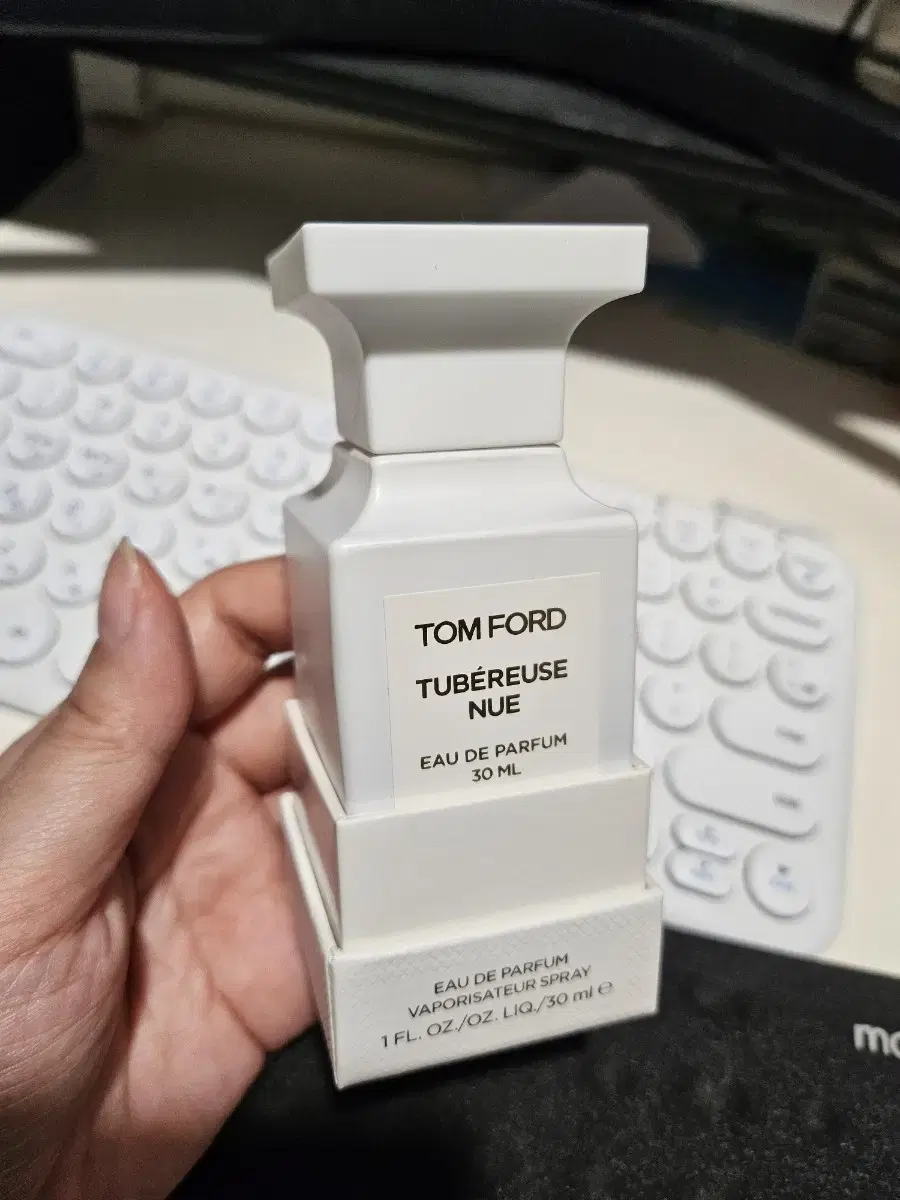 TOM FORD
TUBÉREUSE
NUE
EAU DE PARFUM
30 ML
EAU DE PARFUM
VAPORISATEUR SPRAY
1 FL. OZ./OZ. LIQ./30 ml ℮